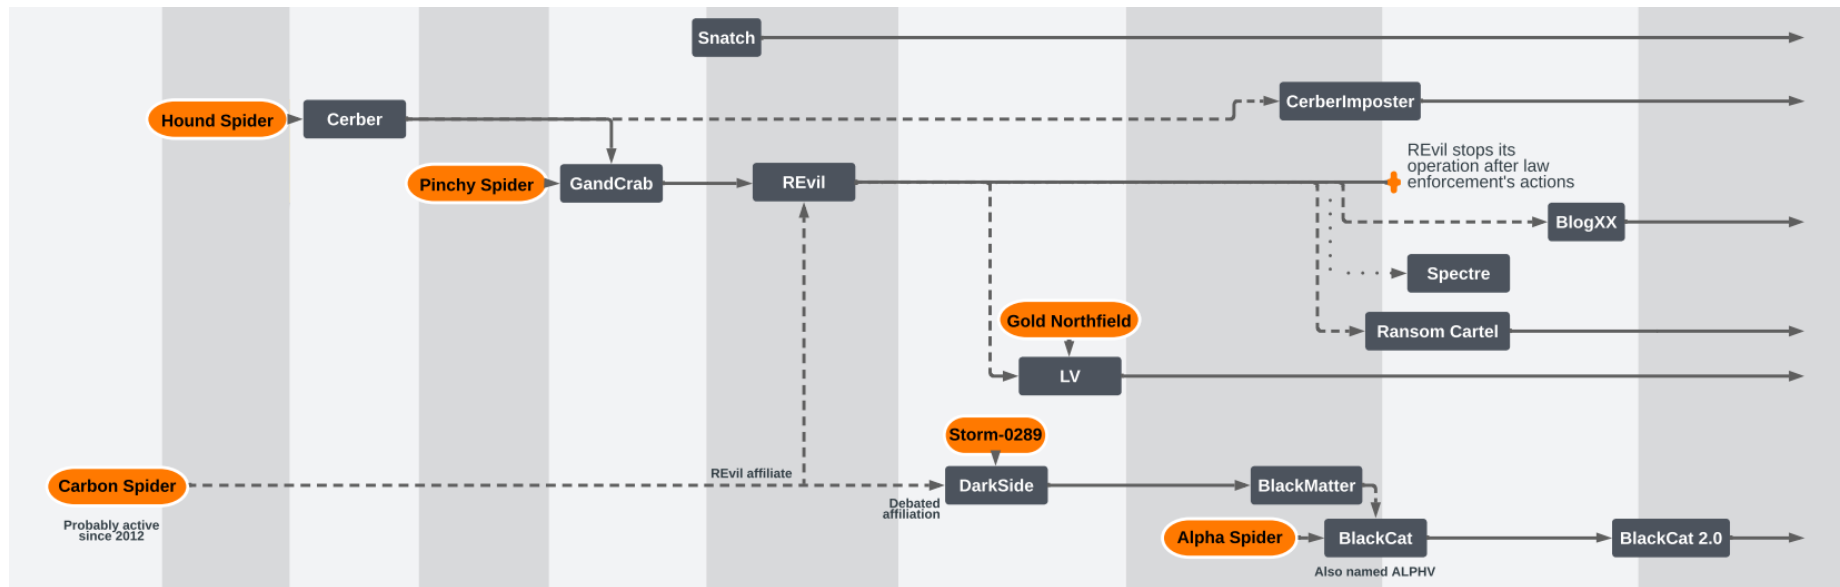 Snatch
CerberImposter
Hound Spider
Cerber
REvil stops its
operation after law
enforcement's actions
Pinchy Spider
GandCrab
REvil
BlogXX
Spectre
Gold Northfield
Ransom Cartel
LV
Storm-0289
REvil affiliate
Carbon Spider
DarkSide
BlackMatter
Debated
affiliation
Probably active
since 2012
Alpha Spider
BlackCat
BlackCat 2.0
Also named ALPHV